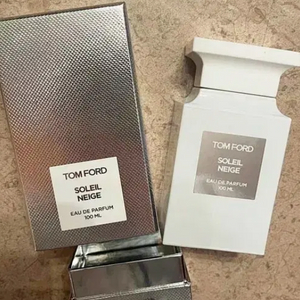 TOM FORD
SOLEIL
NEIGE
EAU DE PARFUM
100 ML
TOM FORD
SOLEIL
NEIGE
EAU DE PARFUM
100 ML